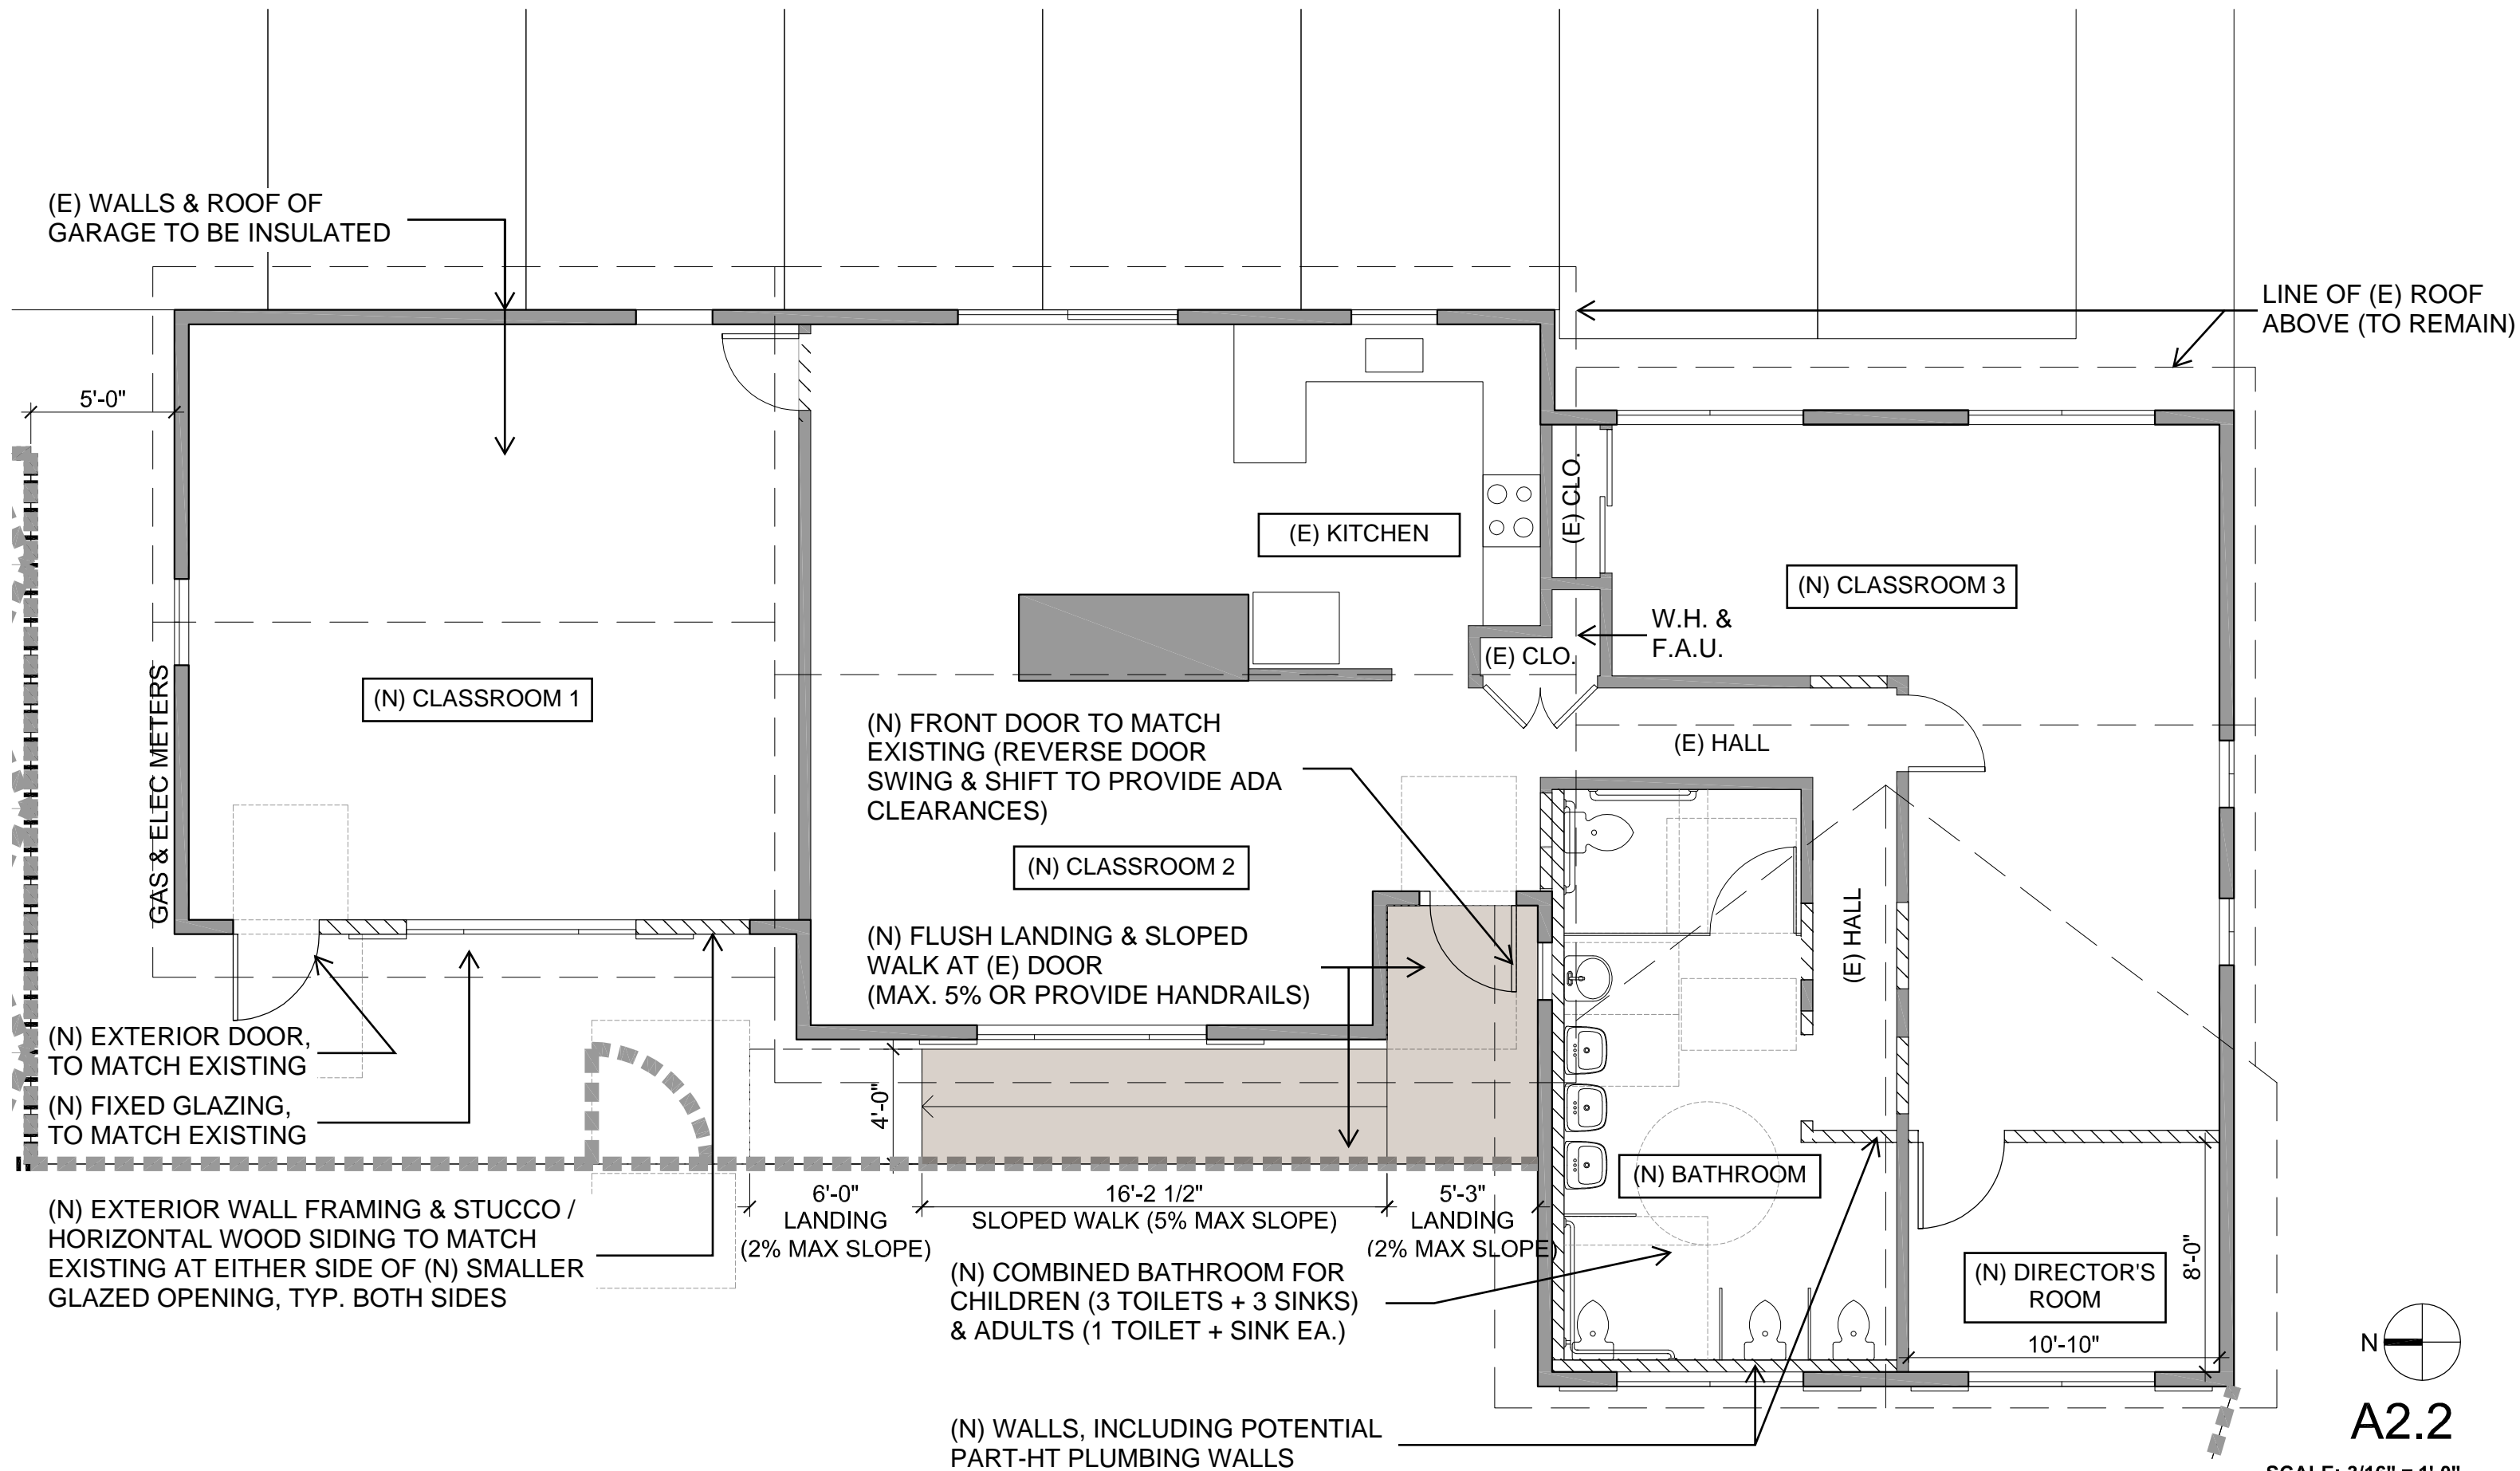 (E) WALLS & ROOF OF
GARAGE TO BE INSULATED
LINE OF (E) ROOF
ABOVE (TO REMAIN)
5'-0"
(E) CLO.
(E) KITCHEN
(N) CLASSROOM 3
W.H. &
F.A.U.
(E) CLO.
GAS & ELEC METERS
(N) CLASSROOM 1
(N) FRONT DOOR TO MATCH
EXISTING (REVERSE DOOR
SWING & SHIFT TO PROVIDE ADA
CLEARANCES)
(E) HALL
(N) CLASSROOM 2
(E) HALL
(N) FLUSH LANDING & SLOPED
WALK AT (E) DOOR
(MAX. 5% OR PROVIDE HANDRAILS)
(N) EXTERIOR DOOR,
TO MATCH EXISTING
(N) FIXED GLAZING,
TO MATCH EXISTING
4'-0"
(N) BATHROOM
6'-0"
LANDING
(2% MAX SLOPE)
16'-2 1/2"
SLOPED WALK (5% MAX SLOPE)
5'-3"
LANDING
(2% MAX SLOPE)
(N) EXTERIOR WALL FRAMING & STUCCO /
HORIZONTAL WOOD SIDING TO MATCH
EXISTING AT EITHER SIDE OF (N) SMALLER
GLAZED OPENING, TYP. BOTH SIDES
(N) COMBINED BATHROOM FOR
CHILDREN (3 TOILETS + 3 SINKS)
& ADULTS (1 TOILET + SINK EA.)
(N) DIRECTOR'S
ROOM
8'-0"
10'-10"
N
(N) WALLS, INCLUDING POTENTIAL
PART-HT PLUMBING WALLS
A2.2
SCALE: 3/16" = 1'-0"